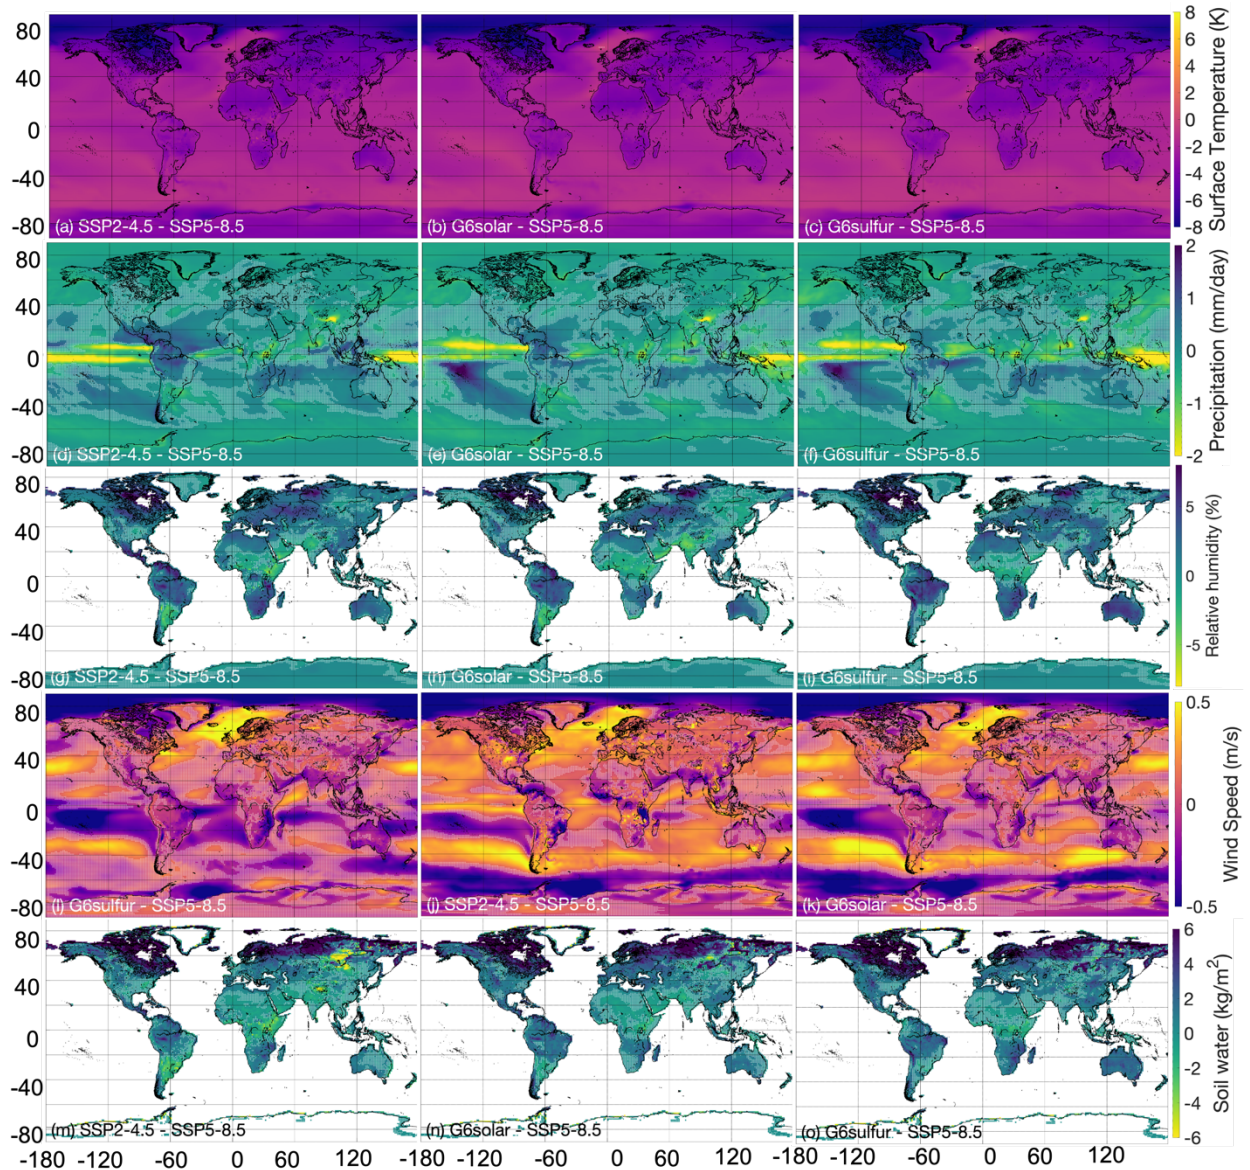 80
40
0
-40
-80
(a) SSP2-4.5 - SSP5-8.5
(b) G6solar - SSP5-8.5
(c) G6sulfur - SSP5-8.5
8
6
4
2
0
-2
-4
-6
-8
Surface Temperature (K)
80
40
0
-40
-80
(d) SSP2-4.5 - SSP5-8.5
(e) G6solar - SSP5-8.5
(f) G6sulfur - SSP5-8.5
2
1
0
-1
-2
Precipitation (mm/day)
80
40
0
-40
-80
(g) SSP2-4.5 - SSP5-8.5
(h) G6solar - SSP5-8.5
(i) G6sulfur - SSP5-8.5
5
0
-5
Relative humidity (%)
80
40
0
-40
-80
(l) G6sulfur - SSP5-8.5
(j) SSP2-4.5 - SSP5-8.5
(k) G6solar - SSP5-8.5
0.5
0
-0.5
Wind Speed (m/s)
80
40
0
-40
-80
(m) SSP2-4.5 - SSP5-8.5
(n) G6solar - SSP5-8.5
(o) G6sulfur - SSP5-8.5
6
4
2
0
-2
-4
-6
Soil water (kg/m²)
-180 -120 -60 0 60 120 -180 -120 -60 0 60 120 -180 -120 -60 0 60 120